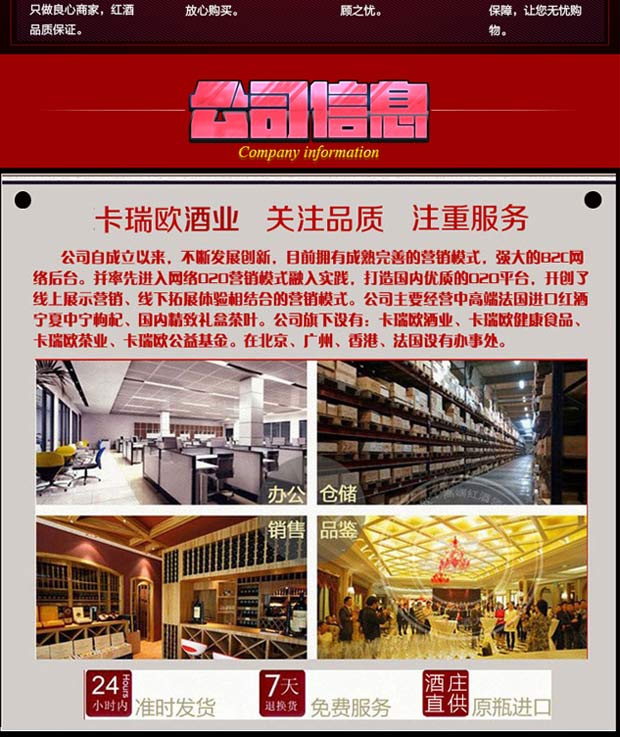 只做良心商家，红酒 放心购买。 顾之忧。 保障，让您无忧购
品质保证。 物。
公司信息
Company information
卡瑞欧酒业 关注品质 注重服务
公司自成立以来，不断发展创新，目前拥有成熟完善的营销模式，强大的B2C网
络后台。并率先进入网络O2O营销模式融入实践，打造国内优质的O2O平台，开创了
线上展示营销、线下拓展体验相结合的营销模式。公司主要经营中高端法国进口红酒
宁夏中宁枸杞、国内精致礼盒茶叶。公司旗下设有：卡瑞欧酒业、卡瑞欧健康食品、
卡瑞欧茶业、卡瑞欧公益基金。在北京、广州、香港、法国设有办事处。
办公 仓储
销售 品鉴
24 Hours 小时内 准时发货
7天 退换货 免费服务
酒庄直供 原瓶进口